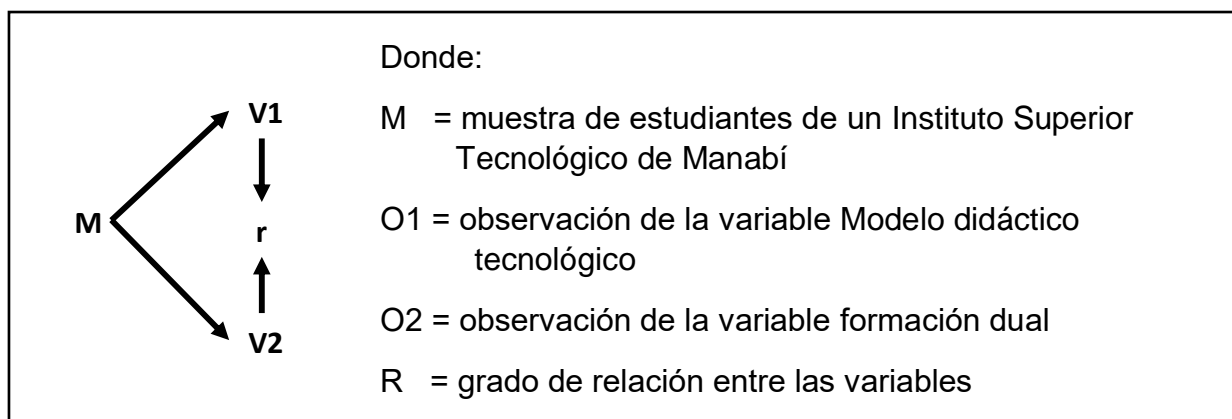 Donde:
V1
M = muestra de estudiantes de un Instituto Superior
Tecnológico de Manabí
M
r
O1 = observación de la variable Modelo didáctico
tecnológico
O2 = observación de la variable formación dual
V2
R = grado de relación entre las variables